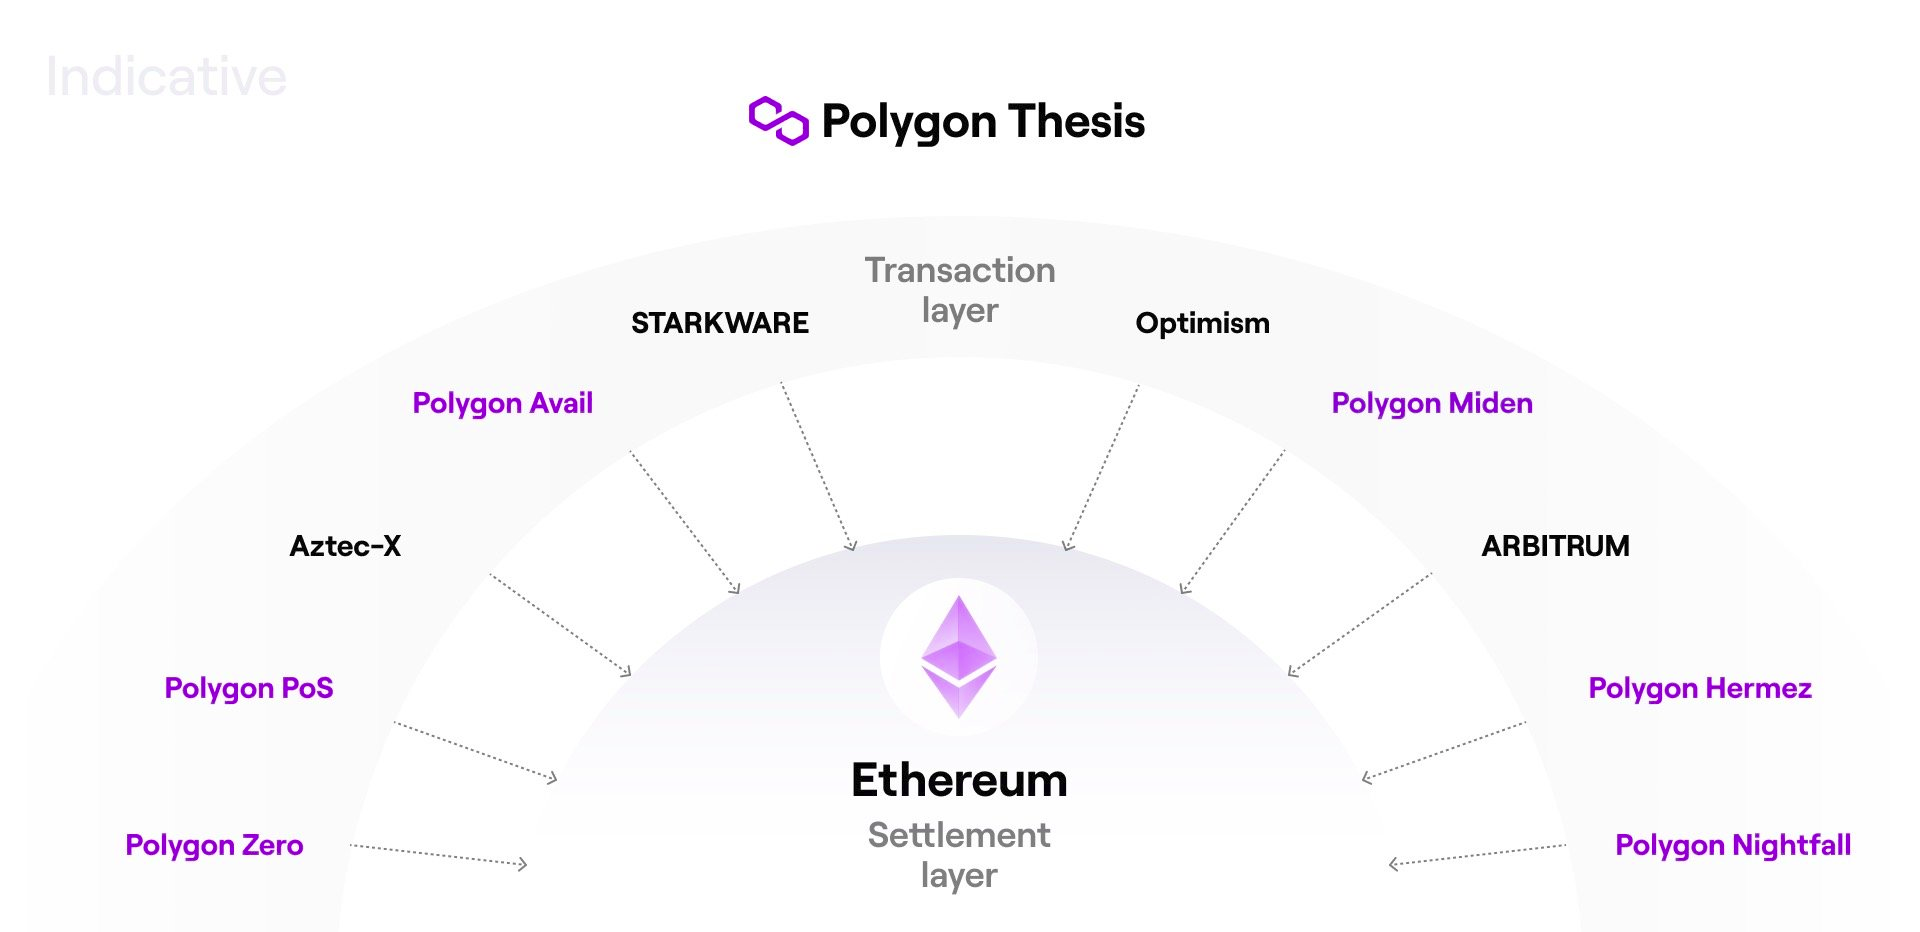 Indicative
Polygon Thesis
Transaction
layer
STARKWARE
Optimism
Polygon Avail
Polygon Miden
Aztec-X
ARBITRUM
Polygon PoS
Polygon Hermez
Polygon Zero
Polygon Nightfall
Ethereum
Settlement
layer